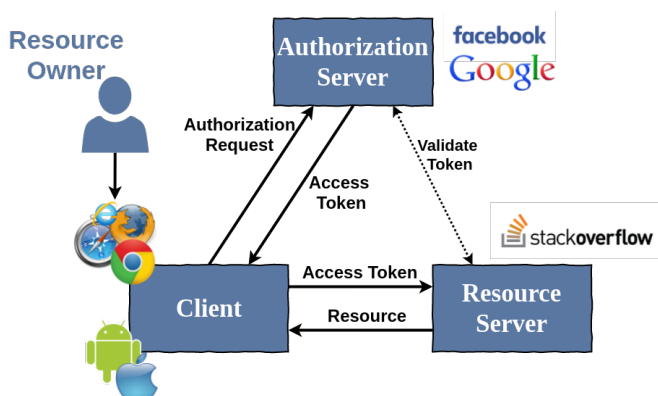 Resource
Owner
Authorization
Server
facebook
Google
Authorization
Request
Access
Token
Validate
Token
stackoverflow
Client
Access Token
Resource
Resource
Server